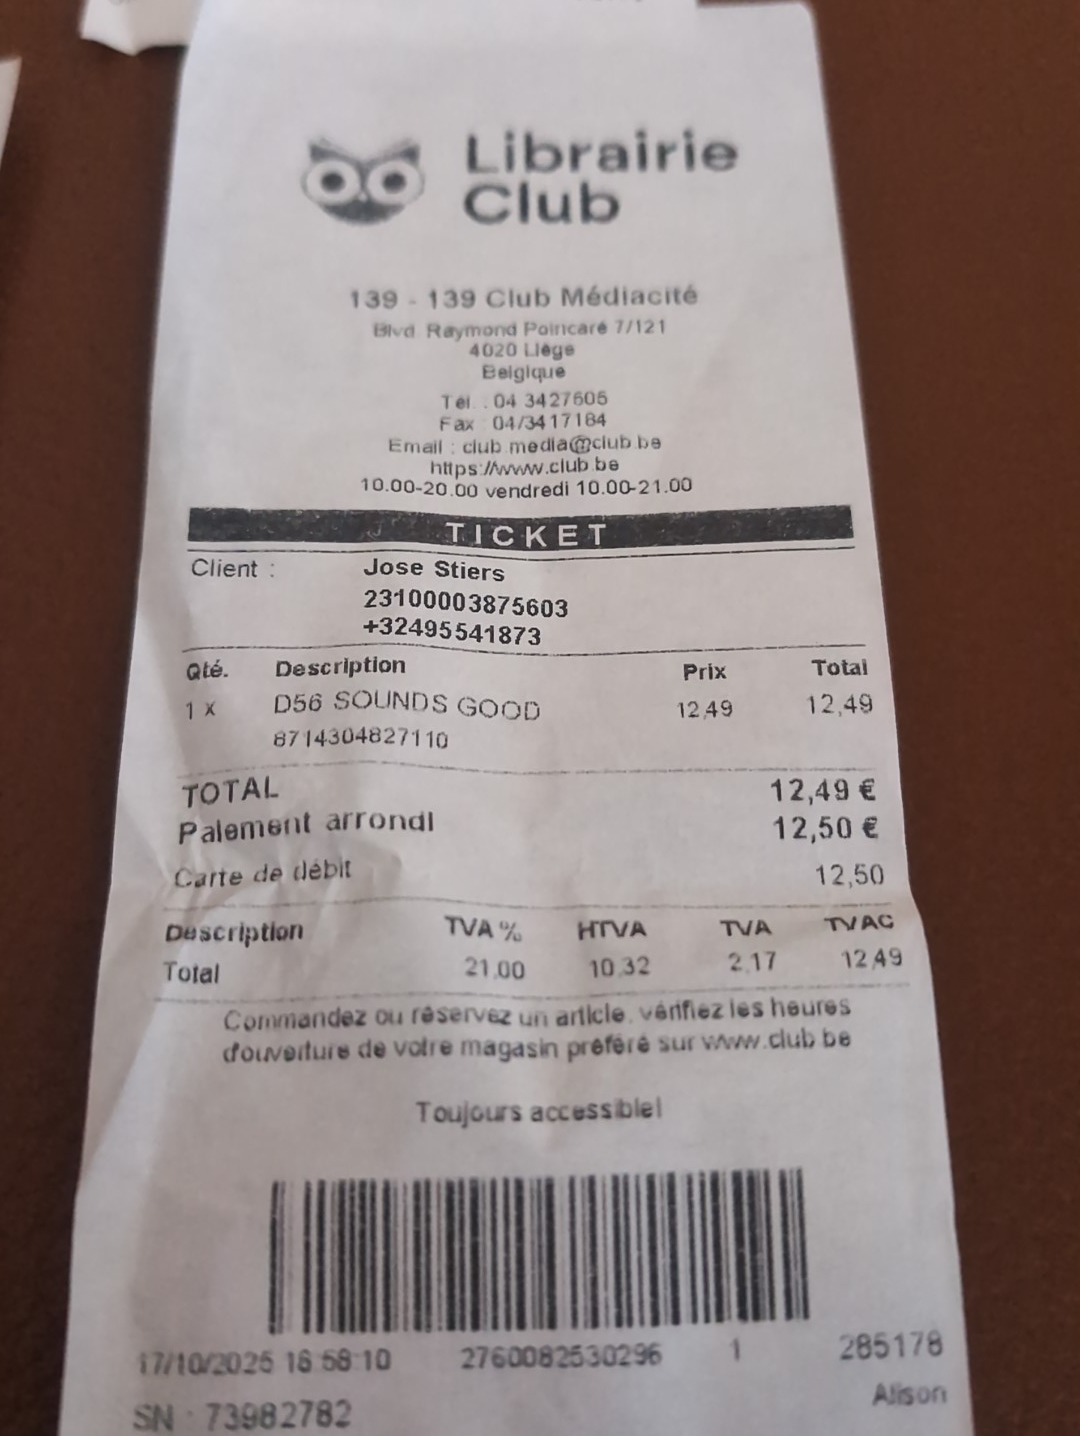 Librairie
Club
139 - 139 Club Médiacité
Blvd Raymond Poincaré 7/121
4020 Liège
Belgique
Tél. : 04 3427605
Fax : 04/3417184
Email : club.media@club.be
https://www.club.be
10.00-20.00 vendredi 10.00-21.00
TICKET
Client : Jose Stiers
23100003875603
+32495541873
Qté. Description Prix Total
1 x D56 SOUNDS GOOD 12,49 12,49
8714304827110
TOTAL 12,49 €
Paiement arrondi 12,50 €
Carte de débit 12,50
Description TVA % HTVA TVA TVAC
Total 21,00 10,32 2,17 12,49
Commandez ou réservez un article, vérifiez les heures
d'ouverture de votre magasin préféré sur www.club.be
Toujours accessible!
17/10/2025 16:58:10 2760082530296 1 285178
Alison
SN : 73982782